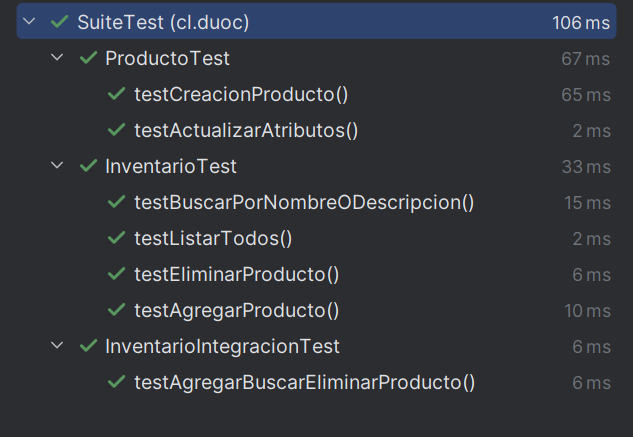 SuiteTest (cl.duoc) 106 ms
ProductoTest 67 ms
testCreacionProducto() 65 ms
testActualizarAtributos() 2 ms
InventarioTest 33 ms
testBuscarPorNombreODescripcion() 15 ms
testListarTodos() 2 ms
testEliminarProducto() 6 ms
testAgregarProducto() 10 ms
InventarioIntegracionTest 6 ms
testAgregarBuscarEliminarProducto() 6 ms